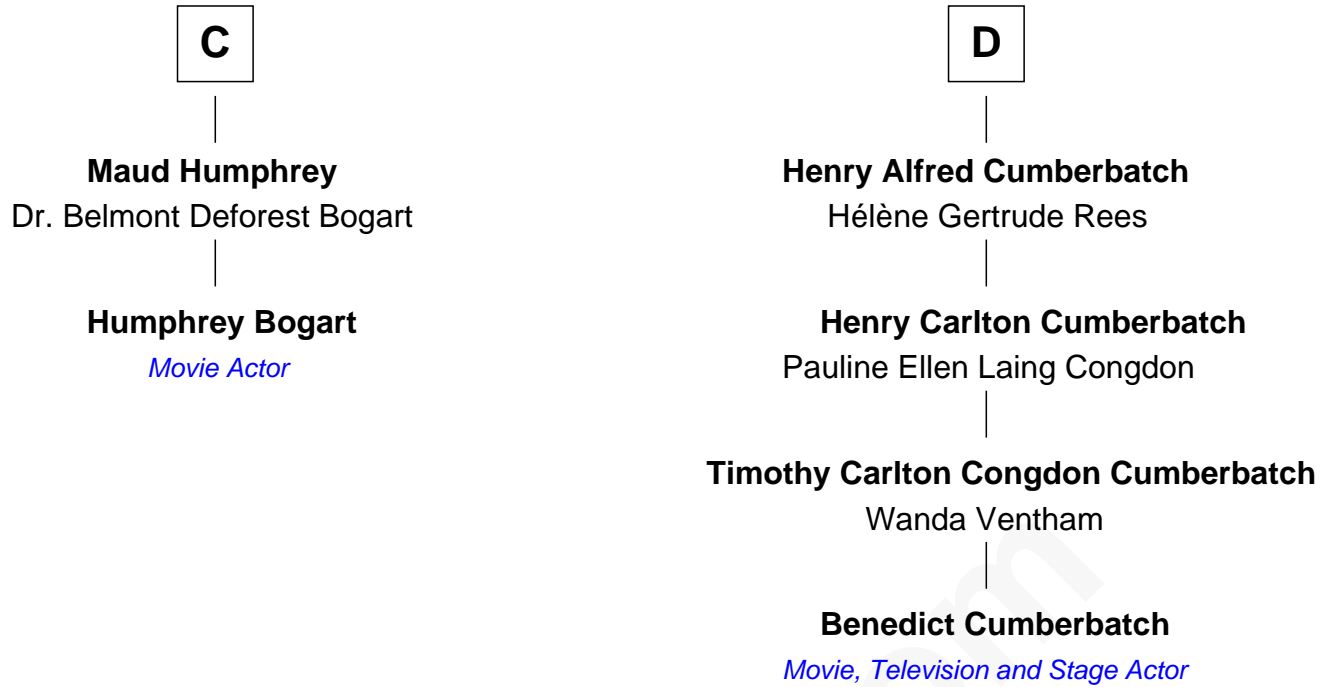 C
Maud Humphrey
Dr. Belmont Deforest Bogart
Humphrey Bogart
Movie Actor
D
Henry Alfred Cumberbatch
Hélène Gertrude Rees
Henry Carlton Cumberbatch
Pauline Ellen Laing Congdon
Timothy Carlton Congdon Cumberbatch
Wanda Ventham
Benedict Cumberbatch
Movie, Television and Stage Actor